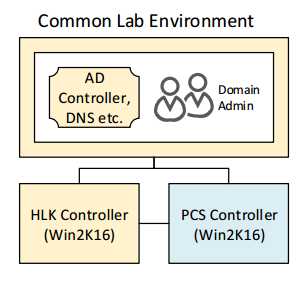 Common Lab Environment
AD
Controller,
DNS etc.
Domain
Admin
HLK Controller
(Win2K16)
PCS Controller
(Win2K16)